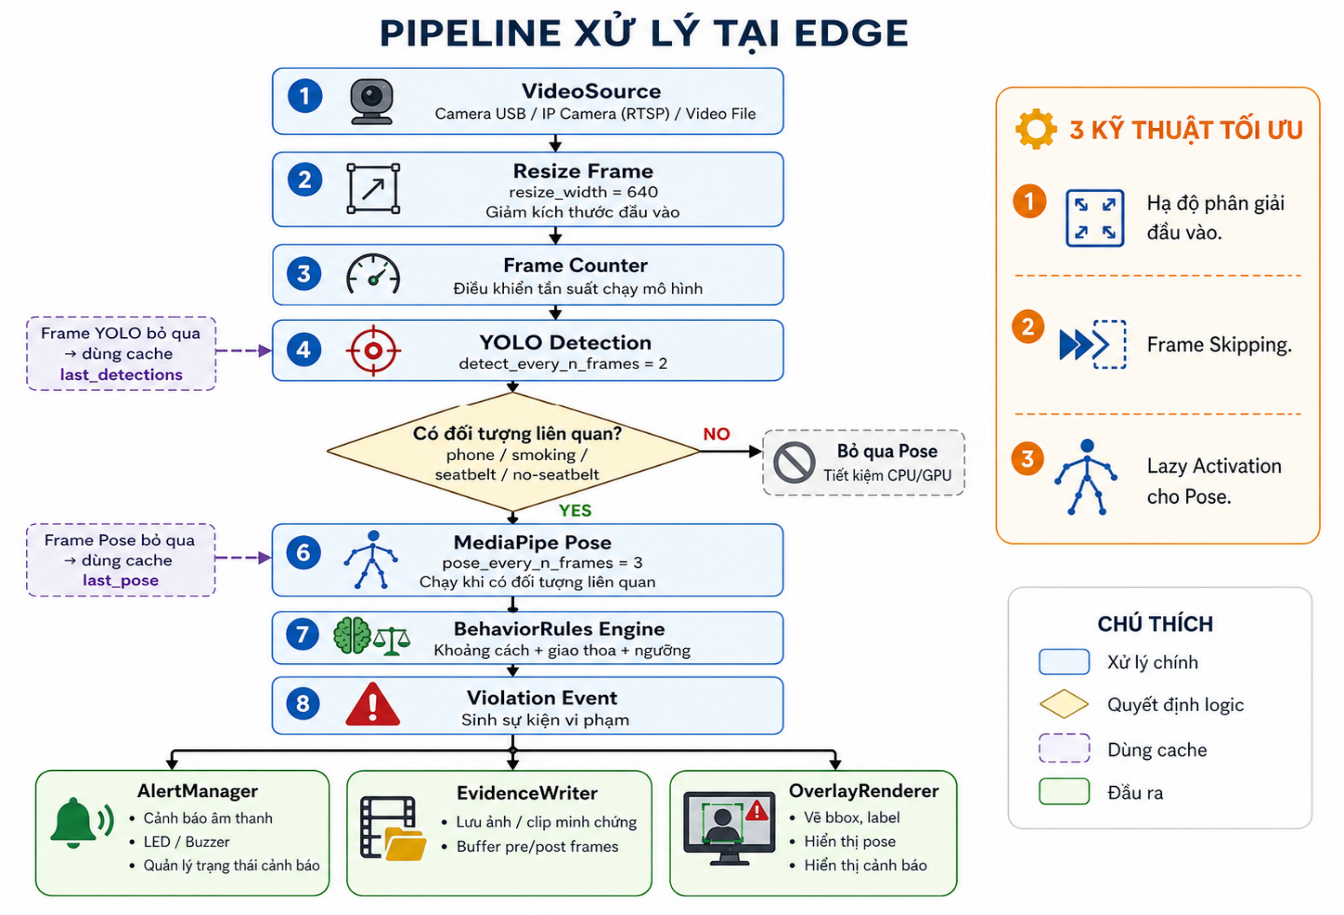 PIPELINE XỬ LÝ TẠI EDGE
1
VideoSource
Camera USB / IP Camera (RTSP) / Video File
2
Resize Frame
resize_width = 640
Giảm kích thước đầu vào
3
Frame Counter
Điều khiển tần suất chạy mô hình
Frame YOLO bỏ qua
→ dùng cache
last_detections
4
YOLO Detection
detect_every_n_frames = 2
Có đối tượng liên quan?
phone / smoking /
seatbelt / no-seatbelt
NO
Bỏ qua Pose
Tiết kiệm CPU/GPU
YES
Frame Pose bỏ qua
→ dùng cache
last_pose
6
MediaPipe Pose
pose_every_n_frames = 3
Chạy khi có đối tượng liên quan
7
BehaviorRules Engine
Khoảng cách + giao thoa + ngưỡng
8
Violation Event
Sinh sự kiện vi phạm
AlertManager
• Cảnh báo âm thanh
• LED / Buzzer
• Quản lý trạng thái cảnh báo
EvidenceWriter
• Lưu ảnh / clip minh chứng
• Buffer pre/post frames
OverlayRenderer
• Vẽ bbox, label
• Hiển thị pose
• Hiển thị cảnh báo
3 KỸ THUẬT TỐI ƯU
1
Hạ độ phân giải
đầu vào.
2
Frame Skipping.
3
Lazy Activation
cho Pose.
CHÚ THÍCH
Xử lý chính
Quyết định logic
Dùng cache
Đầu ra